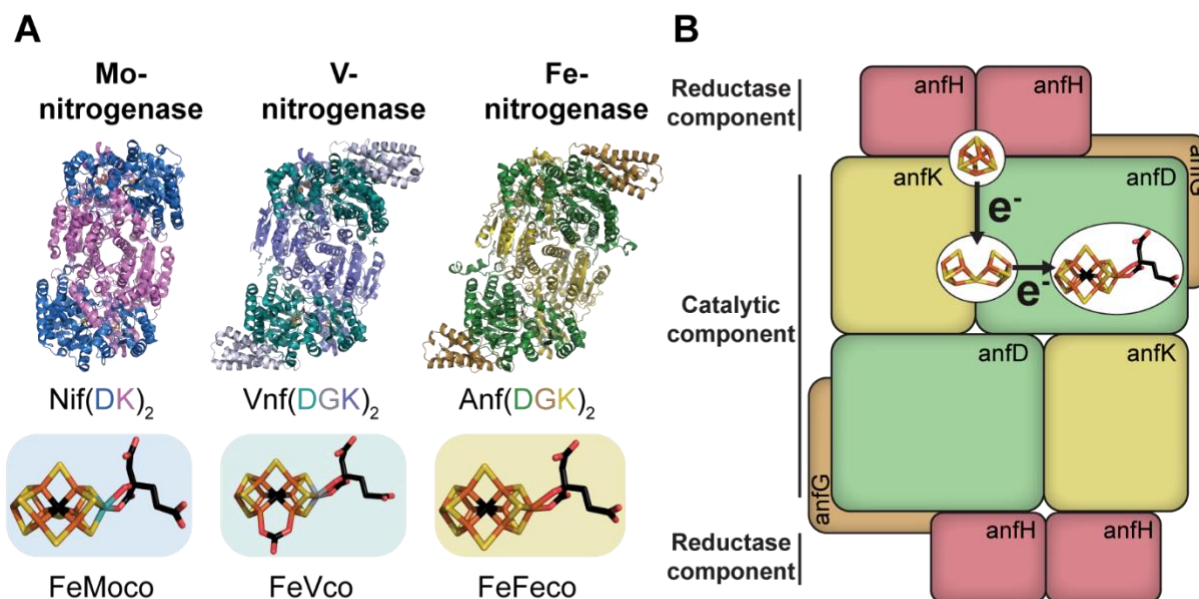 A
Mo-
nitrogenase
V-
nitrogenase
Fe-
nitrogenase
Nif(DK)₂
Vnf(DGK)₂
Anf(DGK)₂
FeMoco
FeVco
FeFeco
B
Reductase
component
anfH
anfH
anfK
anfD
e⁻
e⁻
Catalytic
component
anfD
anfK
anfG
Reductase
component
anfH
anfH